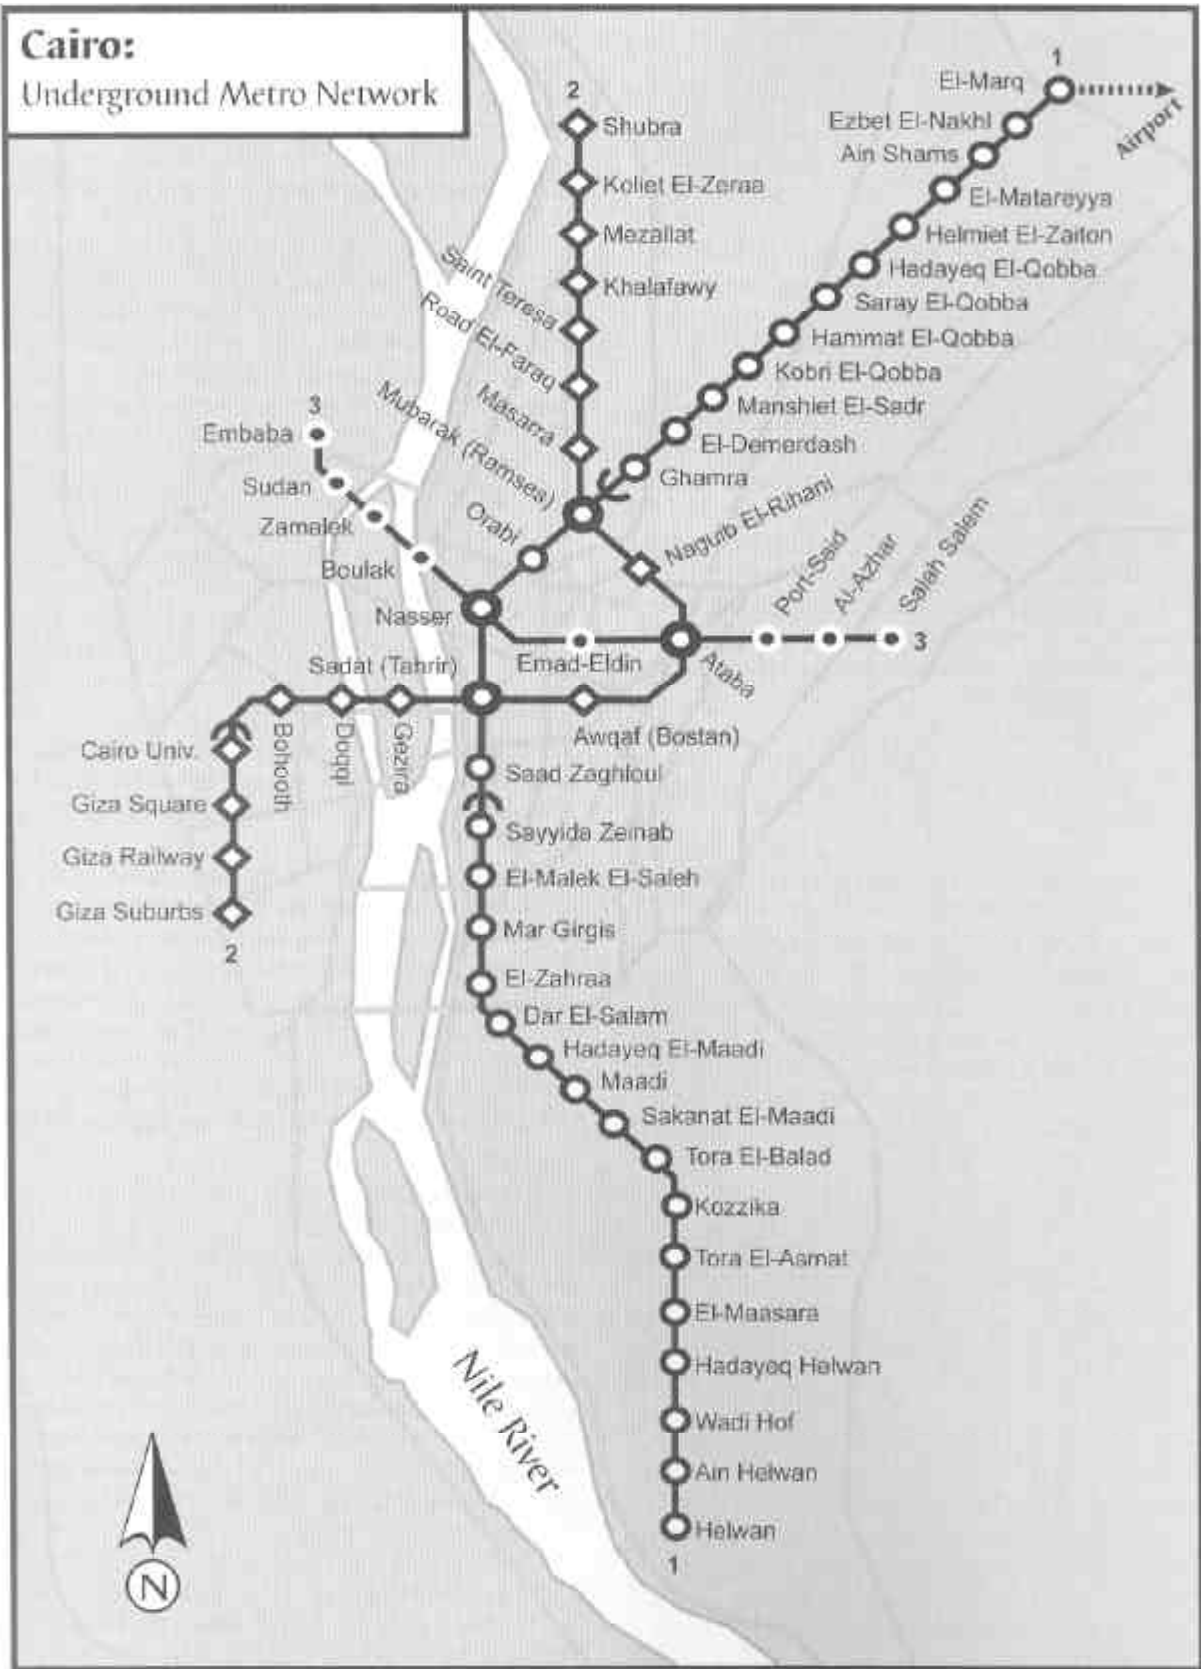 Cairo:
Underground Metro Network
1
El-Marq
Airport
Ezbet El-Nakhl
Ain Shams
El-Matareyya
Helmiet El-Zaiton
Hadayeq El-Qobba
Saray El-Qobba
Hammat El-Qobba
Kobri El-Qobba
Manshiet El-Sadr
El-Demerdash
Ghamra
2
Shubra
Koliet El-Zeraa
Mezallat
Khalafawy
Saint Teresa
Road El-Faraq
Masarra
Mubarak (Ramses)
Orabi
Naguib El-Rihani
3
Embaba
Sudan
Zamalek
Boulak
Nasser
Emad-Eldin
Ataba
Port-Said
Al-Azhar
Salah Salem
3
Sadat (Tahrir)
Awqaf (Bostan)
Gezira
Doqqi
Bohooth
Cairo Univ.
Giza Square
Giza Railway
Giza Suburbs
2
Saad Zaghloul
Sayyida Zeinab
El-Malek El-Saleh
Mar Girgis
El-Zahraa
Dar El-Salam
Hadayeq El-Maadi
Maadi
Sakanat El-Maadi
Tora El-Balad
Kozzika
Tora El-Asmat
El-Maasara
Hadayeq Helwan
Wadi Hof
Ain Helwan
Helwan
1
Nile River
N